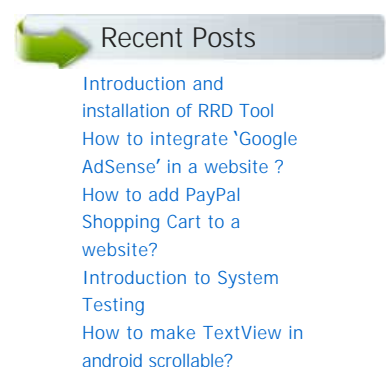 Recent Posts
Introduction and
installation of RRD Tool
How to integrate ‘Google
AdSense’ in a website ?
How to add PayPal
Shopping Cart to a
website?
Introduction to System
Testing
How to make TextView in
android scrollable?